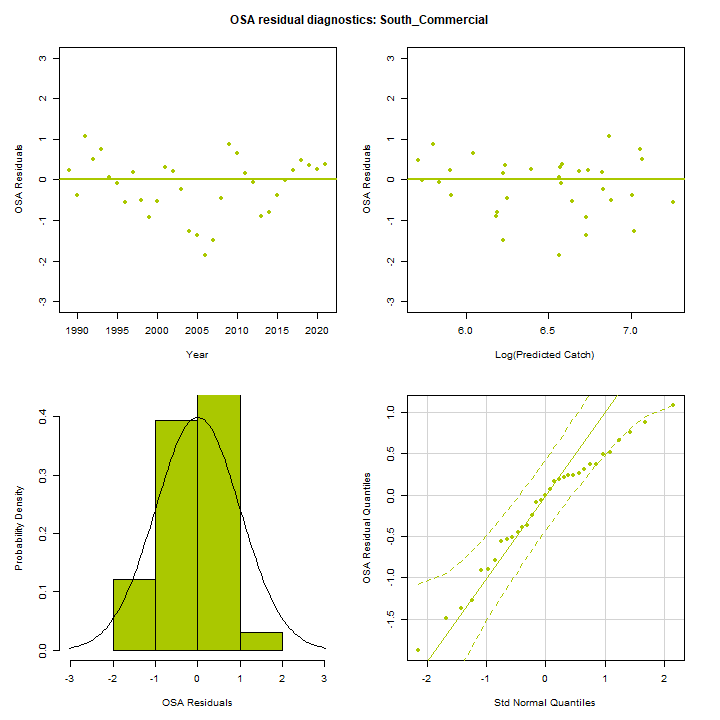 OSA residual diagnostics: South_Commercial
OSA Residuals
3
2
1
0
-1
-2
-3
1990 1995 2000 2005 2010 2015 2020
Year
OSA Residuals
3
2
1
0
-1
-2
-3
6.0 6.5 7.0
Log(Predicted Catch)
Probability Density
0.4
0.3
0.2
0.1
0.0
-3 -2 -1 0 1 2 3
OSA Residuals
OSA Residual Quantiles
1.0
0.5
0.0
-0.5
-1.0
-1.5
-2 -1 0 1 2
Std Normal Quantiles